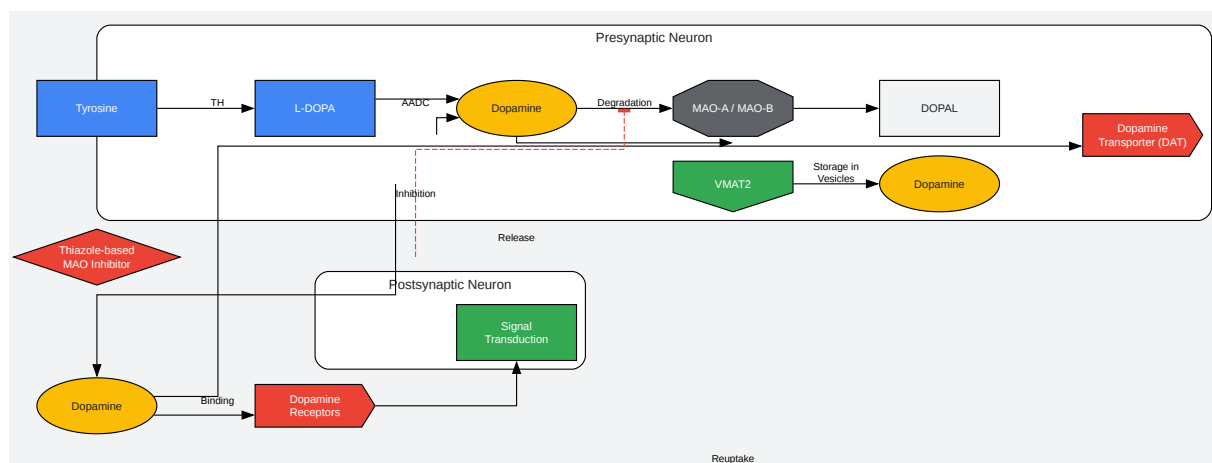 Presynaptic Neuron
Tyrosine
TH
L-DOPA
AADC
Dopamine
Degradation
MAO-A / MAO-B
DOPAL
Dopamine
Transporter (DAT)
VMAT2
Storage in
Vesicles
Dopamine
Inhibition
Release
Thiazole-based
MAO Inhibitor
Postsynaptic Neuron
Signal
Transduction
Dopamine
Binding
Dopamine
Receptors
Reuptake